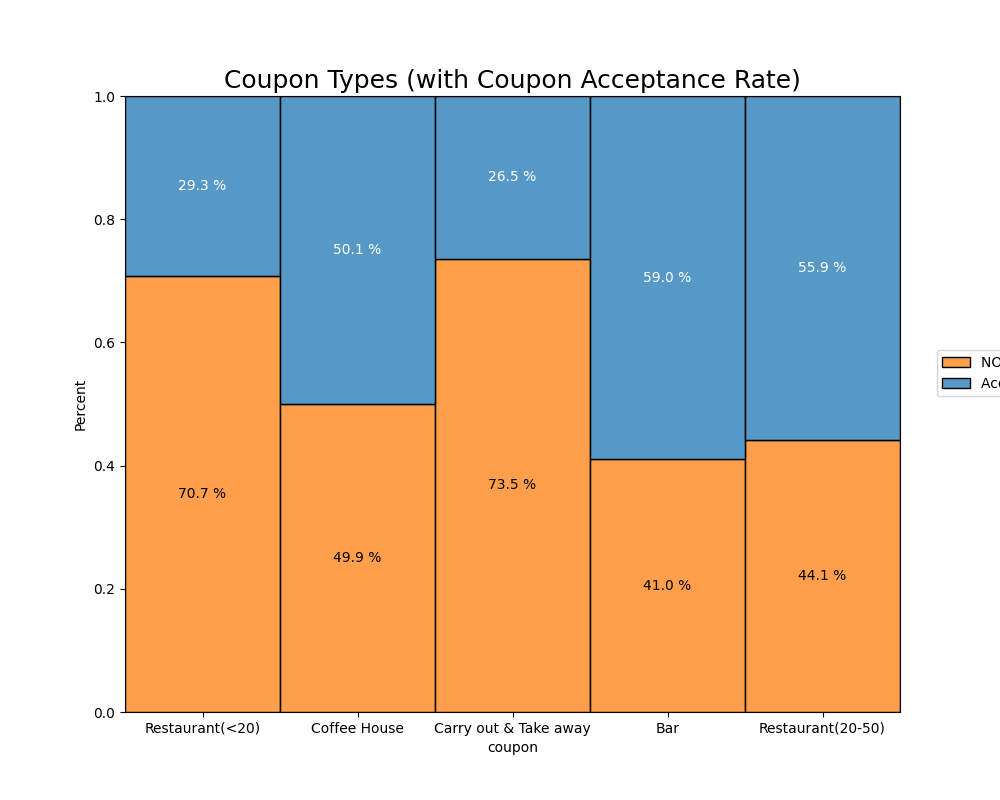 Coupon Types (with Coupon Acceptance Rate)
1.0
0.8
0.6
0.4
0.2
0.0
Percent
29.3 %
50.1 %
26.5 %
59.0 %
55.9 %
70.7 %
49.9 %
73.5 %
41.0 %
44.1 %
Restaurant(<20)
Coffee House
Carry out & Take away
Bar
Restaurant(20-50)
coupon